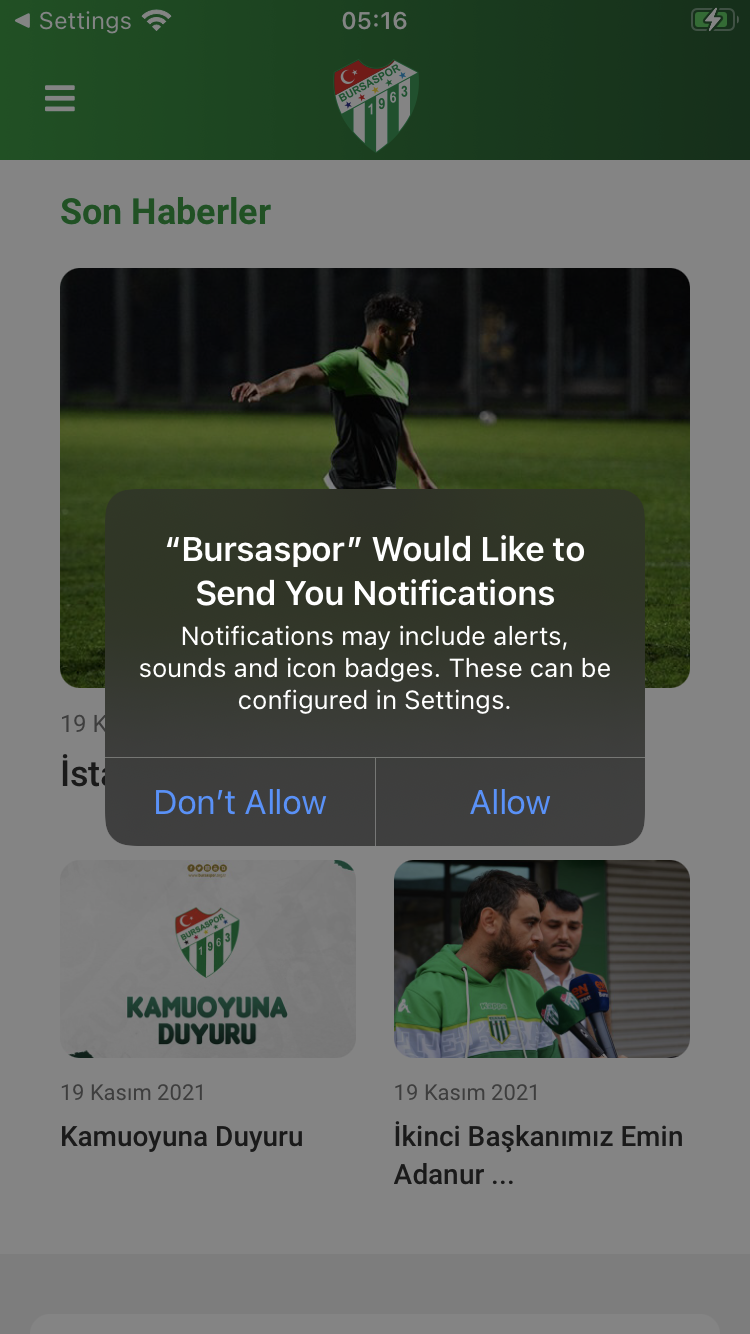 ◀ Settings
05:16
BURSASPOR
1963
Son Haberler
“Bursaspor” Would Like to
Send You Notifications
Notifications may include alerts,
sounds and icon badges. These can be
configured in Settings.
Don’t Allow
Allow
19 K
İsta
BURSASPOR
1963
KAMUOYUNA
DUYURU
19 Kasım 2021
Kamuoyuna Duyuru
19 Kasım 2021
İkinci Başkanımız Emin
Adanur ...